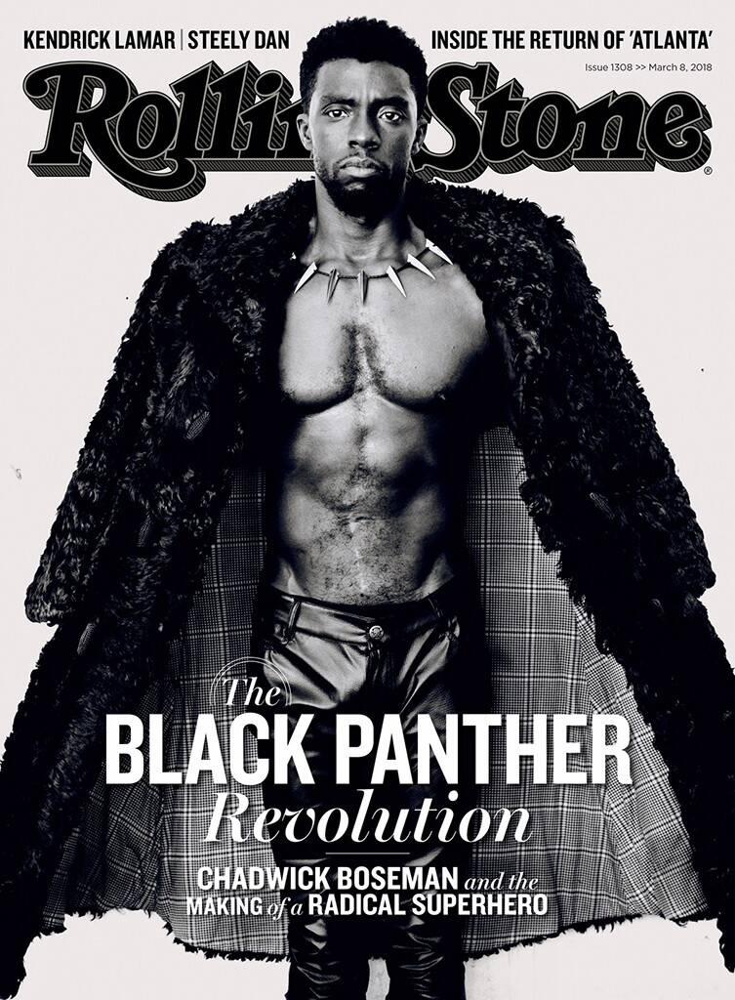 KENDRICK LAMAR | STEELY DAN
INSIDE THE RETURN OF 'ATLANTA'
Issue 1308 >> March 8, 2018
Rolling Stone®
The
BLACK PANTHER
Revolution
CHADWICK BOSEMAN and the
MAKING of a RADICAL SUPERHERO